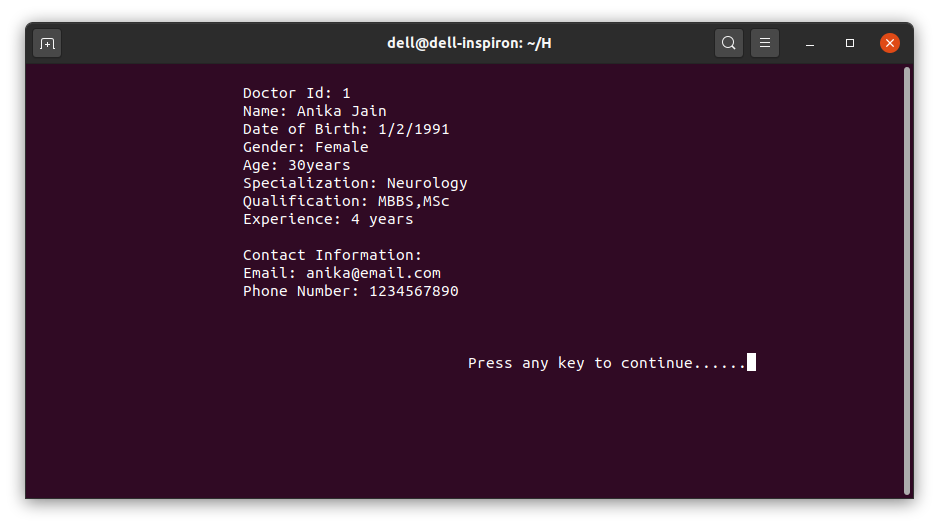 dell@dell-inspiron: ~/H
Doctor Id: 1
Name: Anika Jain
Date of Birth: 1/2/1991
Gender: Female
Age: 30years
Specialization: Neurology
Qualification: MBBS,MSc
Experience: 4 years
Contact Information:
Email: anika@email.com
Phone Number: 1234567890
Press any key to continue......